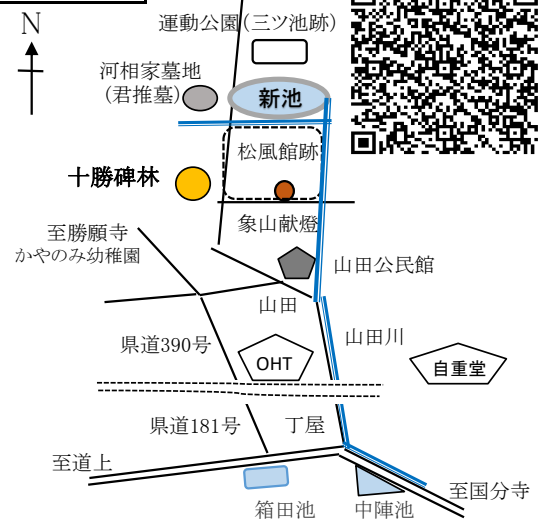 N
運動公園(三ツ池跡)
河相家墓地
(君推墓)
新池
松風館跡
十勝碑林
象山献燈
至勝願寺
かやのみ幼稚園
山田公民館
山田
県道390号
OHT
山田川
自重堂
県道181号
丁屋
至道上
至国分寺
箱田池
中陣池